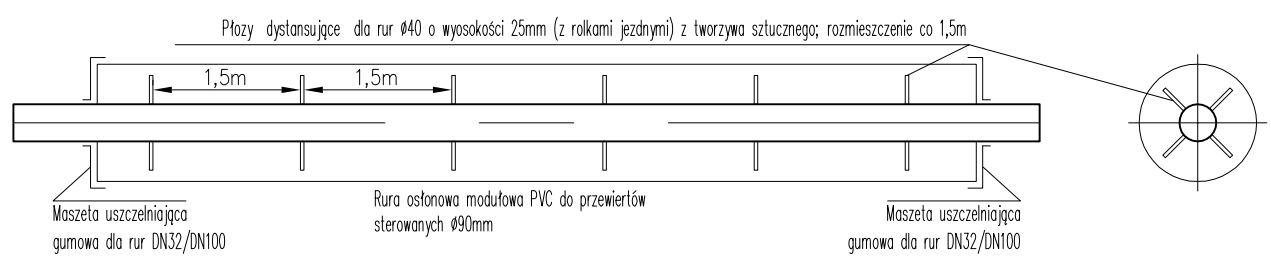 Płozy dystansujące dla rur Ø40 o wyosokości 25mm (z rolkami jezdnymi) z tworzywa sztucznego; rozmieszczenie co 1,5m
1,5m
1,5m
Rura osłonowa modułowa PVC do przewiertów
sterowanych Ø90mm
Maszeta uszczelniająca
gumowa dla rur DN32/DN100
Maszeta uszczelniająca
gumowa dla rur DN32/DN100